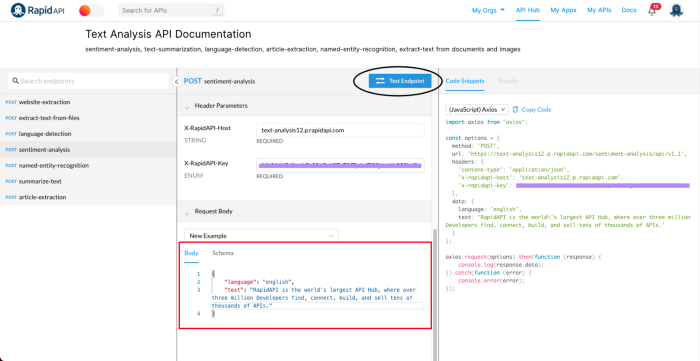 Rapid API
Search for APIs
/
My Orgs
API Hub
My Apps
My APIs
Docs
Text Analysis API Documentation
sentiment-analysis, text-summarization, language-detection, article-extraction, named-entity-recognition, extract-text from documents and images
Search endpoints
POST website-extraction
POST extract-text-from-files
POST language-detection
POST sentiment-analysis
POST named-entity-recognition
POST summarize-text
POST article-extraction
POST sentiment-analysis
Test Endpoint
Header Parameters
X-RapidAPI-Host
STRING
text-analysis12.p.rapidapi.com
REQUIRED
X-RapidAPI-Key
ENUM
REQUIRED
Request Body
New Example
Body
Schema
1 {
2 "language": "english",
3 "text": "RapidAPI is the world's largest API Hub, where over
three million Developers find, connect, build, and sell tens of
thousands of APIs."
4 }
Code Snippets
Results
(JavaScript) Axios
Copy Code
import axios from "axios";
const options = {
method: 'POST',
url: 'https://text-analysis12.p.rapidapi.com/sentiment-analysis/api/v1.1',
headers: {
'content-type': 'application/json',
'x-rapidapi-host': 'text-analysis12.p.rapidapi.com',
'x-rapidapi-key':
},
data: {
language: 'english',
text: 'RapidAPI is the world\'s largest API Hub, where over three million
Developers find, connect, build, and sell tens of thousands of APIs.'
}
};
axios.request(options).then(function (response) {
console.log(response.data);
}).catch(function (error) {
console.error(error);
});